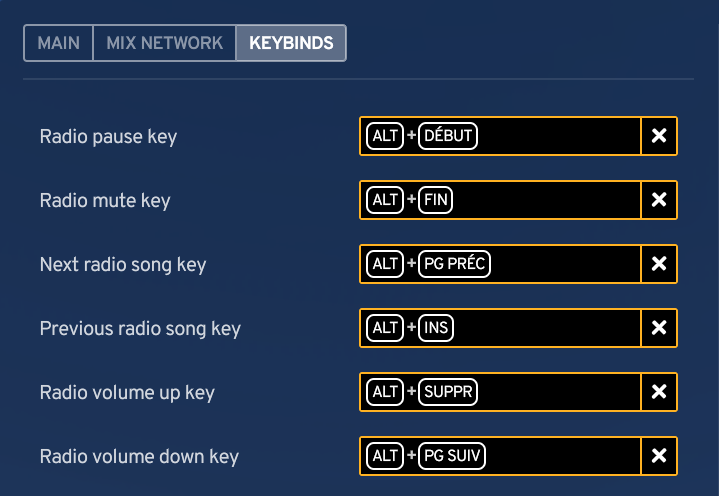 MAIN MIX NETWORK KEYBINDS
Radio pause key ALT + DÉBUT ×
Radio mute key ALT + FIN ×
Next radio song key ALT + PG PRÉC ×
Previous radio song key ALT + INS ×
Radio volume up key ALT + SUPPR ×
Radio volume down key ALT + PG SUIV ×